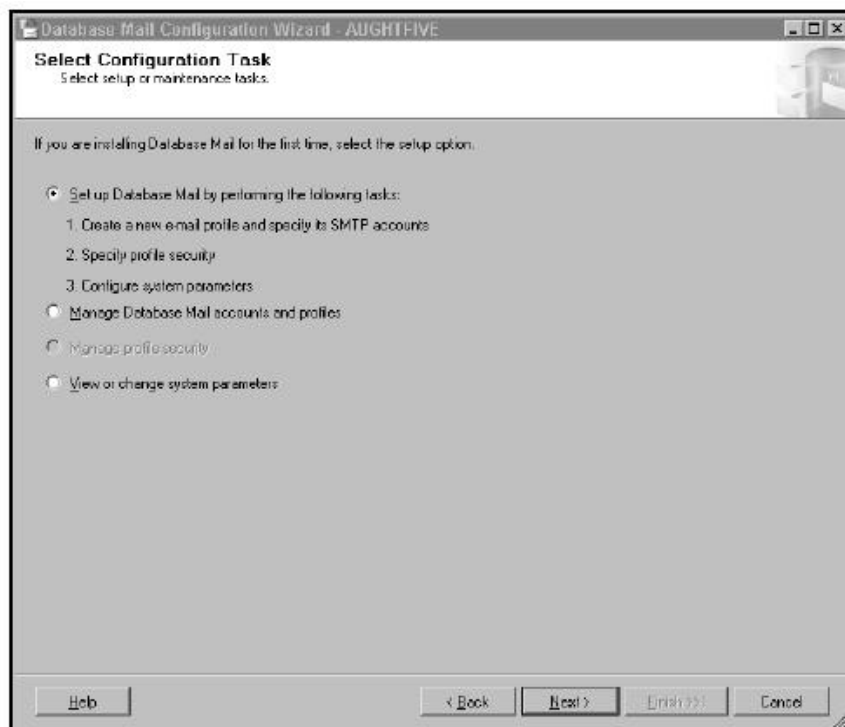 Database Mail Configuration Wizard - AUGHTFIVE
Select Configuration Task
Select setup or maintenance tasks.
If you are installing Database Mail for the first time, select the setup option.
Set up Database Mail by performing the following tasks:
1. Create a new e-mail profile and specify its SMTP accounts
2. Specify profile security
3. Configure system parameters
Manage Database Mail accounts and profiles
Manage profile security
View or change system parameters
Help
< Back
Next >
Finish >>|
Cancel